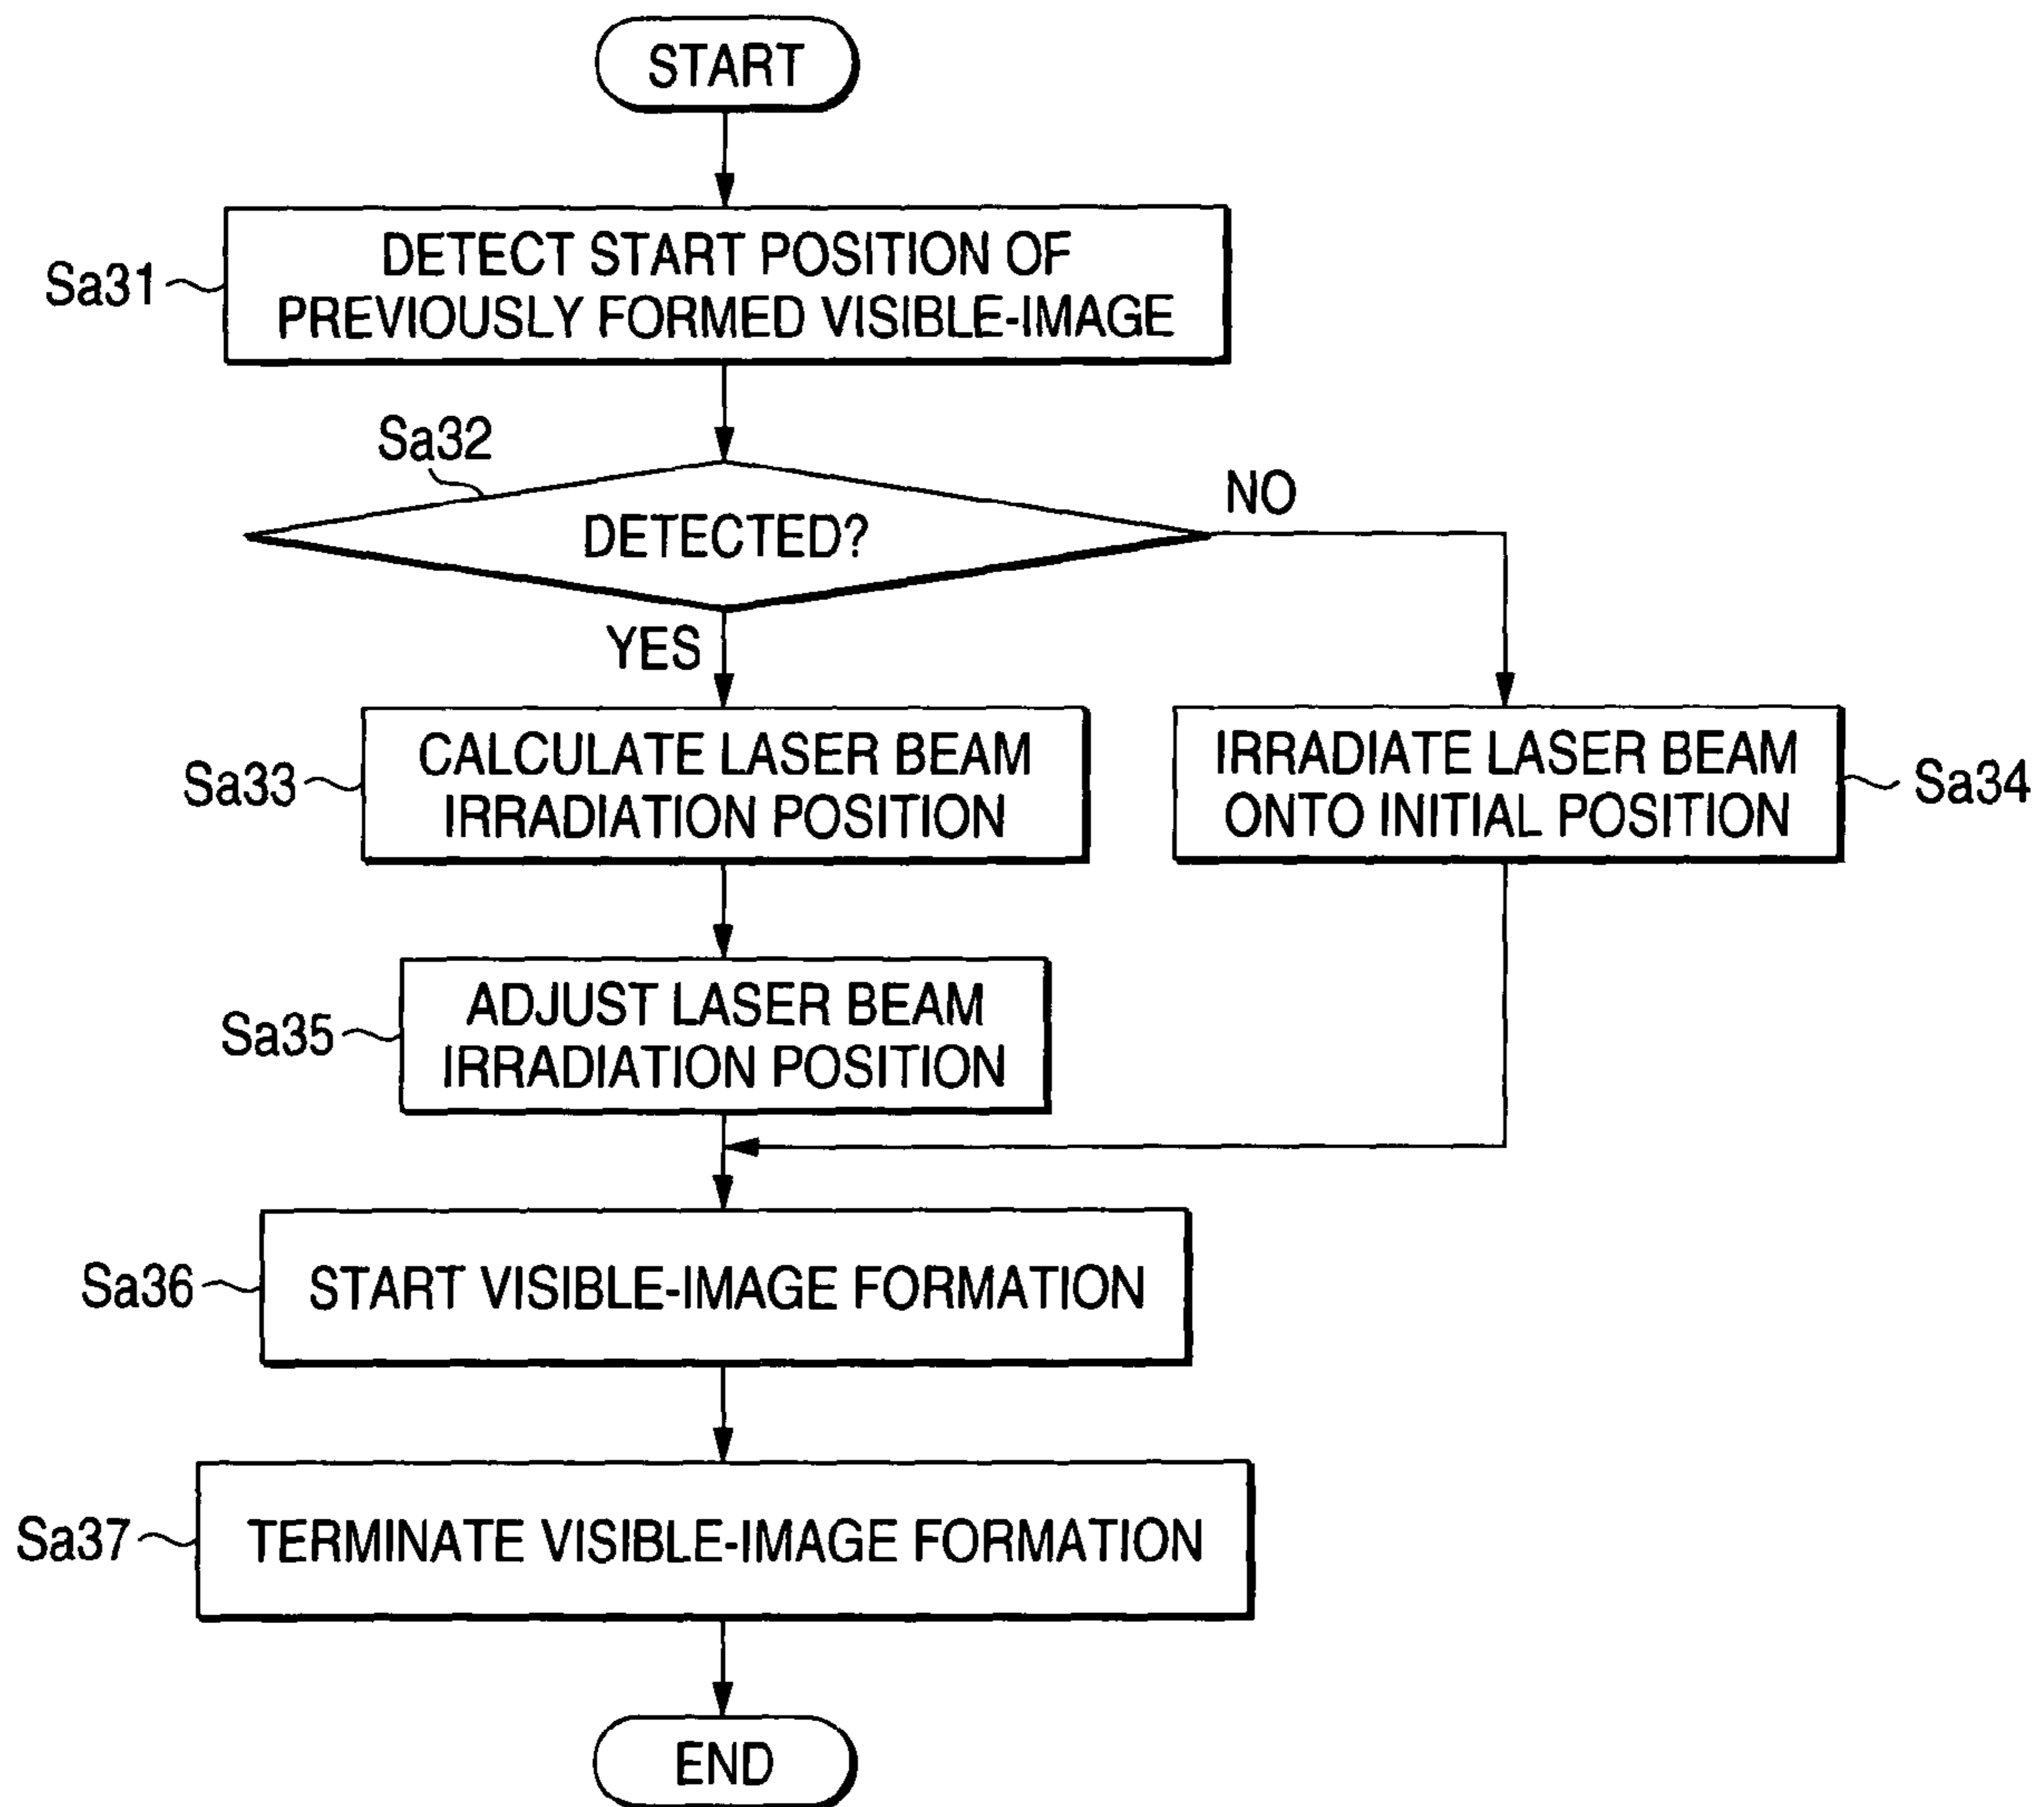 START
Sa31
DETECT START POSITION OF
PREVIOUSLY FORMED VISIBLE-IMAGE
Sa32
DETECTED?
NO
YES
Sa33
CALCULATE LASER BEAM
IRRADIATION POSITION
IRRADIATE LASER BEAM
ONTO INITIAL POSITION
Sa34
Sa35
ADJUST LASER BEAM
IRRADIATION POSITION
Sa36
START VISIBLE-IMAGE FORMATION
Sa37
TERMINATE VISIBLE-IMAGE FORMATION
END